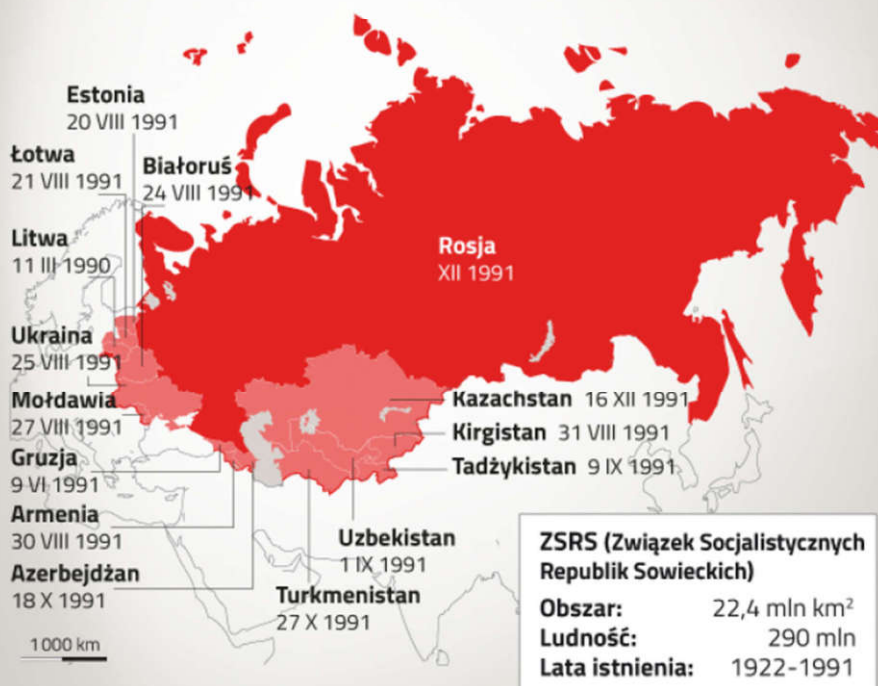 Estonia
20 VIII 1991
Łotwa
21 VIII 1991
Białoruś
24 VIII 1991
Litwa
11 III 1990
Rosja
XII 1991
Ukraina
25 VIII 1991
Mołdawia
27 VIII 1991
Gruzja
9 VI 1991
Armenia
30 VIII 1991
Azerbejdżan
18 X 1991
Kazachstan 16 XII 1991
Kirgistan 31 VIII 1991
Tadżykistan 9 IX 1991
Uzbekistan
1 IX 1991
Turkmenistan
27 X 1991
1000 km
ZSRS (Związek Socjalistycznych
Republik Sowieckich)
Obszar: 22,4 mln km²
Ludność: 290 mln
Lata istnienia: 1922-1991